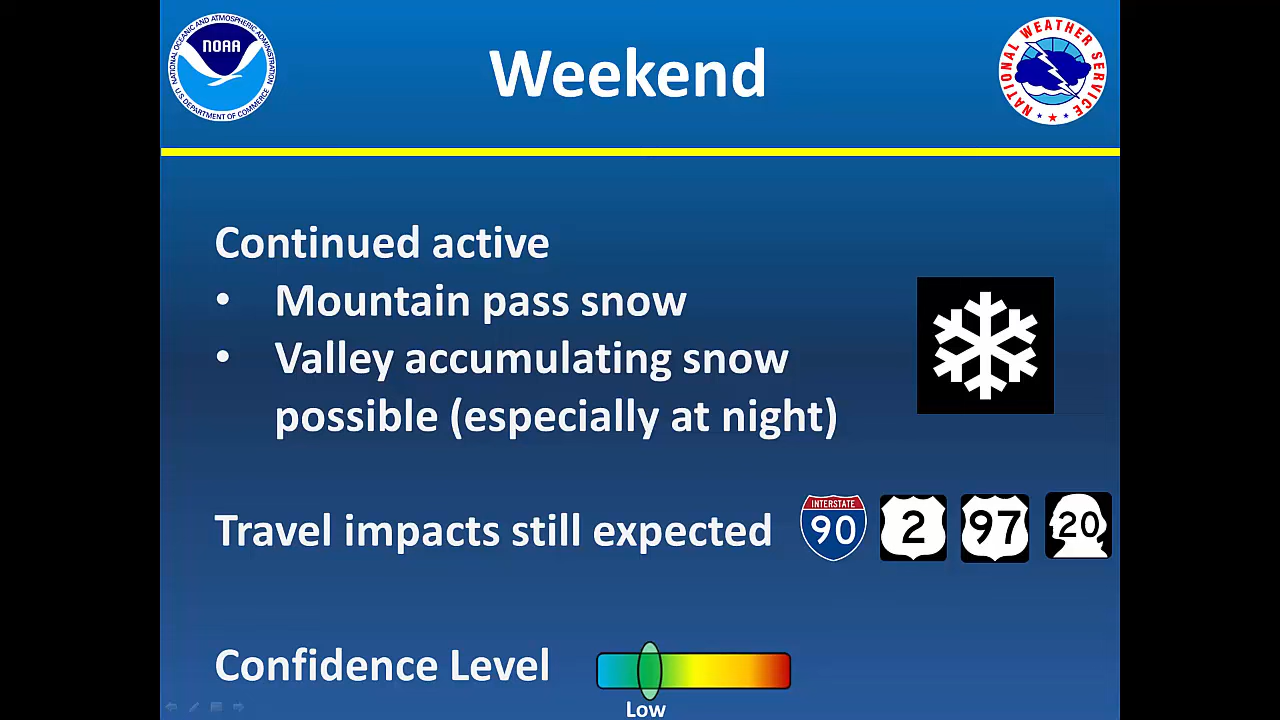 NATIONAL OCEANIC AND ATMOSPHERIC ADMINISTRATION
NOAA
U.S. DEPARTMENT OF COMMERCE
Weekend
NATIONAL WEATHER SERVICE
Continued active
• Mountain pass snow
• Valley accumulating snow
possible (especially at night)
Travel impacts still expected
INTERSTATE
90
2
97
20
Confidence Level
Low